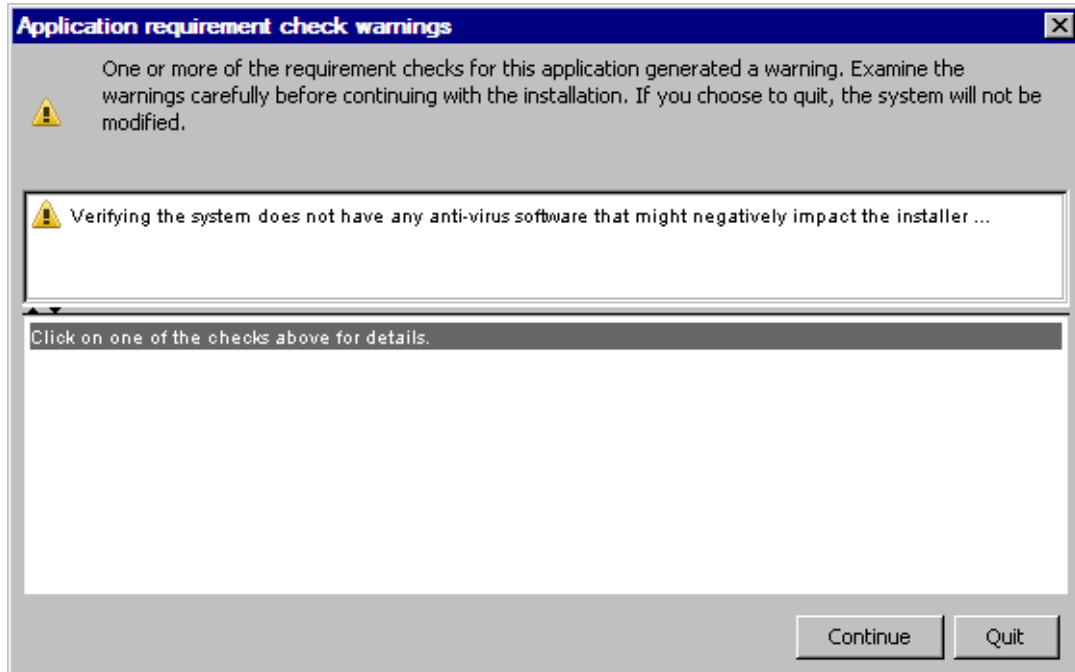 Application requirement check warnings
One or more of the requirement checks for this application generated a warning. Examine the
warnings carefully before continuing with the installation. If you choose to quit, the system will not be
modified.
Verifying the system does not have any anti-virus software that might negatively impact the installer ...
Click on one of the checks above for details.
Continue
Quit